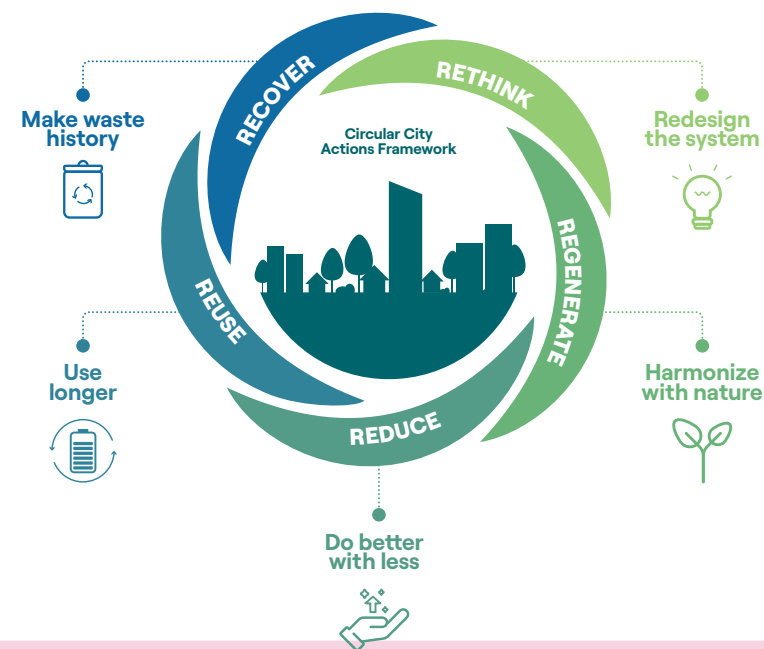 RECOVER
RETHINK
Make waste
history
Redesign
the system
Circular City
Actions Framework
REGENERATE
REUSE
Use
longer
Harmonize
with nature
REDUCE
Do better
with less